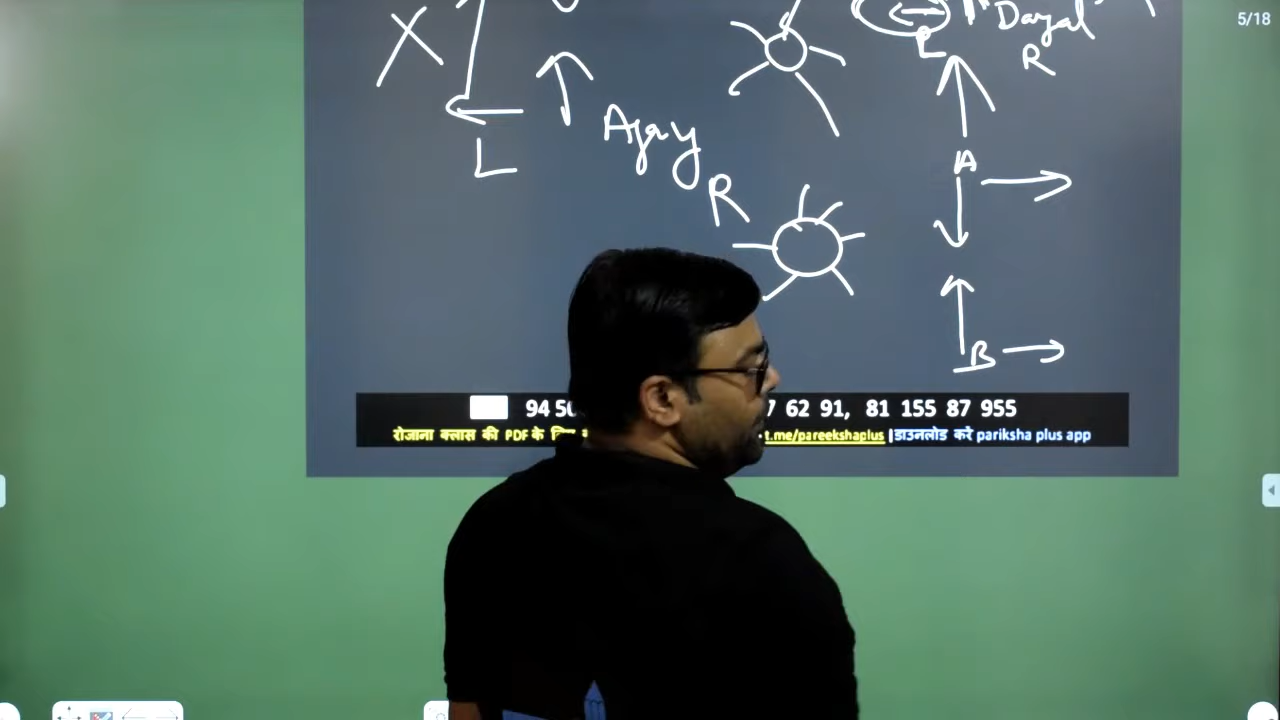 5/18
Dayal
L
R
X
L
Ajay
R
A
B
94 50 7 62 91, 81 155 87 955
रोजाना क्लास की PDF के लिए t.me/pareekshaplus | डाउनलोड करें pariksha plus app